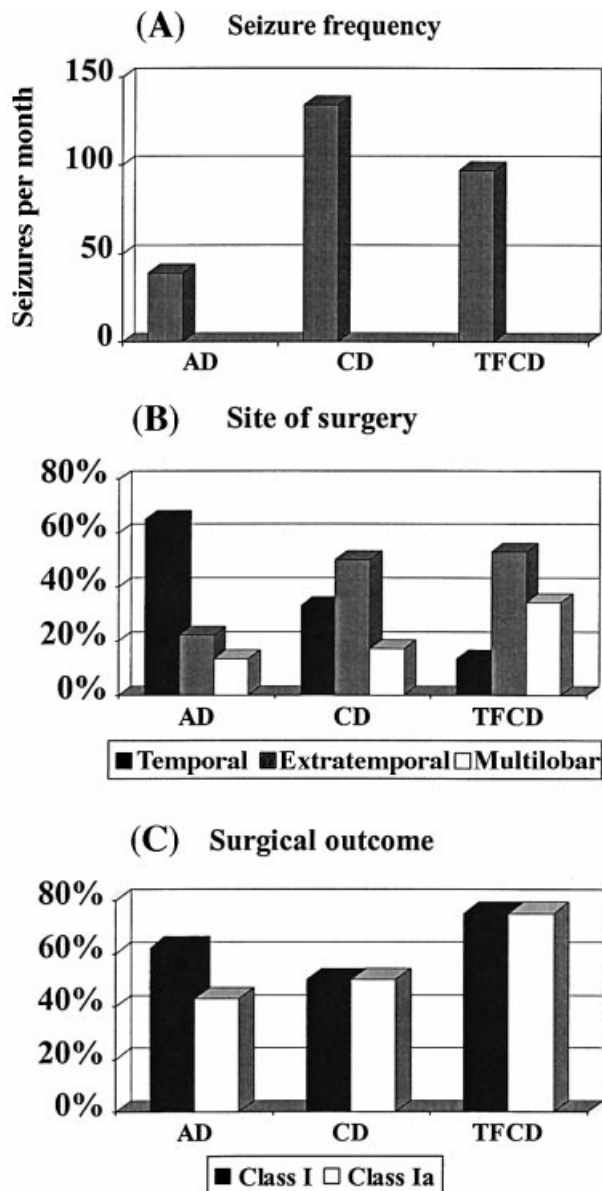 (A) Seizure frequency
Seizures per month
150
100
50
0
AD CD TFCD
(B) Site of surgery
80%
60%
40%
20%
0%
AD CD TFCD
Temporal Extratemporal Multilobar
(C) Surgical outcome
80%
60%
40%
20%
0%
AD CD TFCD
Class I Class Ia